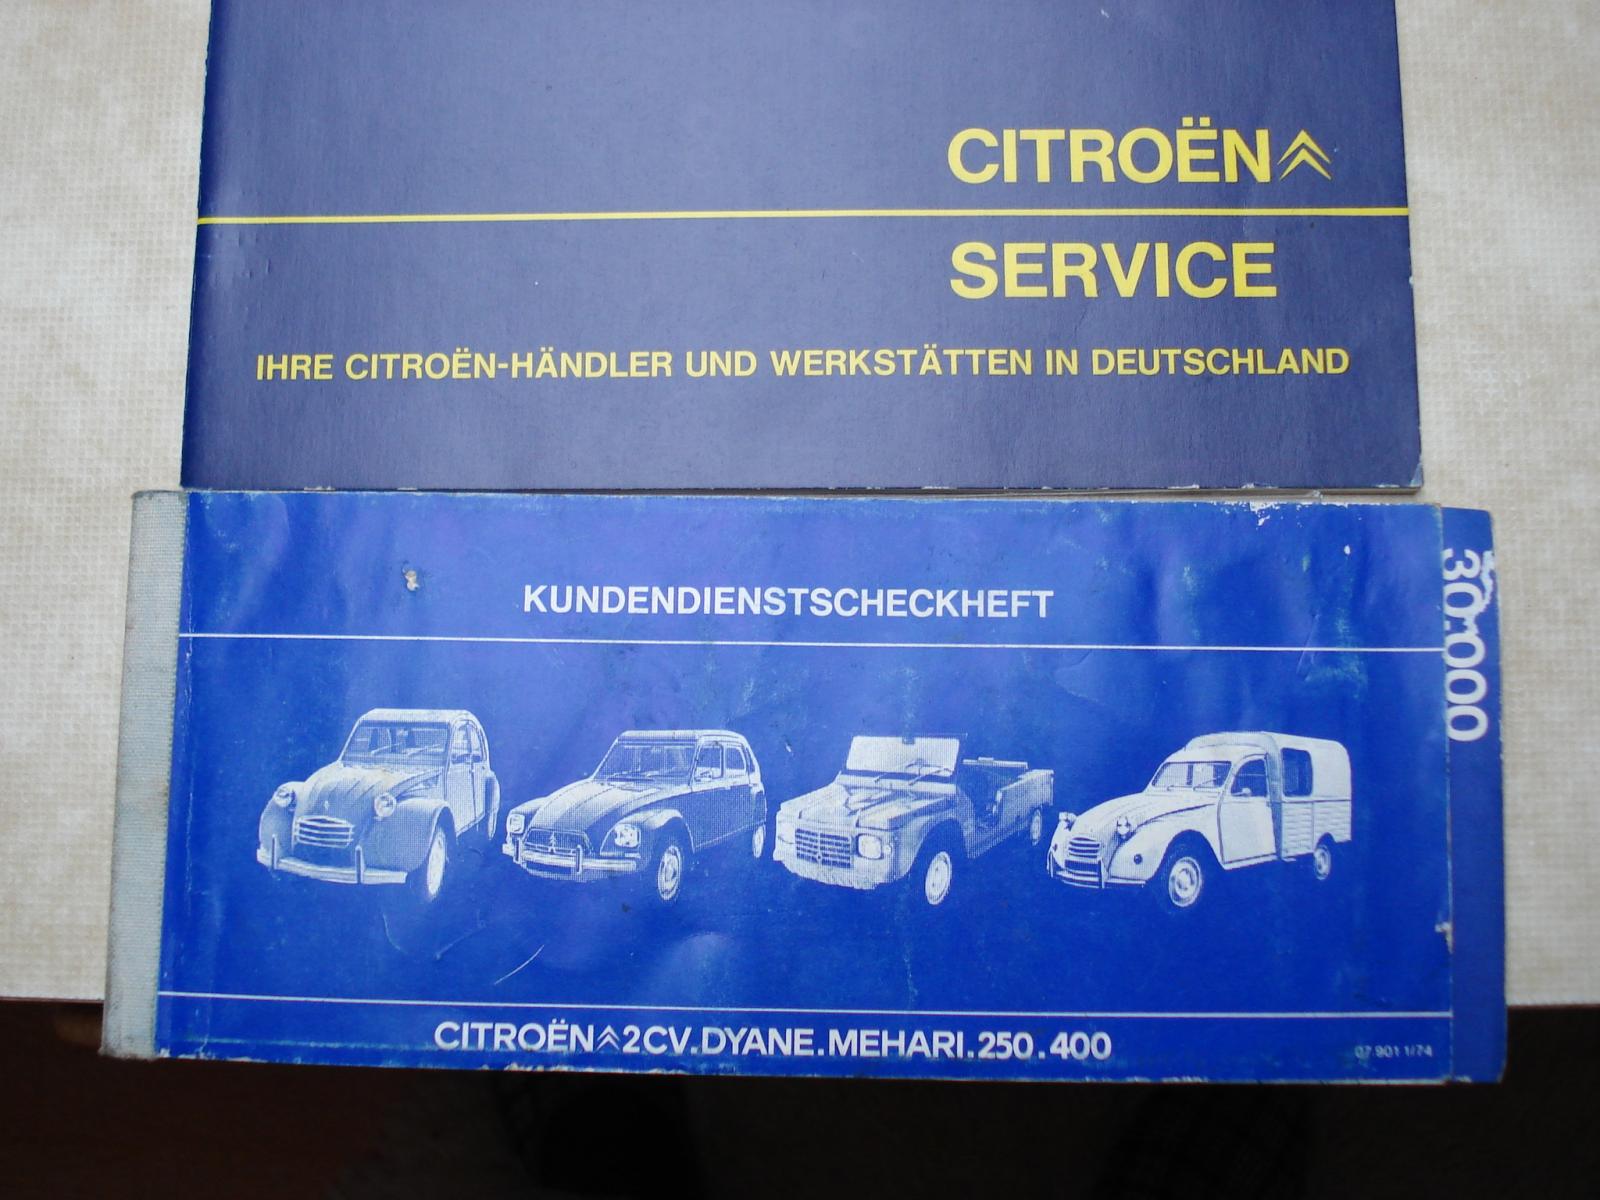 CITROËN
SERVICE
IHRE CITROËN-HÄNDLER UND WERKSTÄTTEN IN DEUTSCHLAND
KUNDENDIENSTSCHECKHEFT
30.000
CITROËN 2CV.DYANE.MEHARI.250.400
07 901 1/74